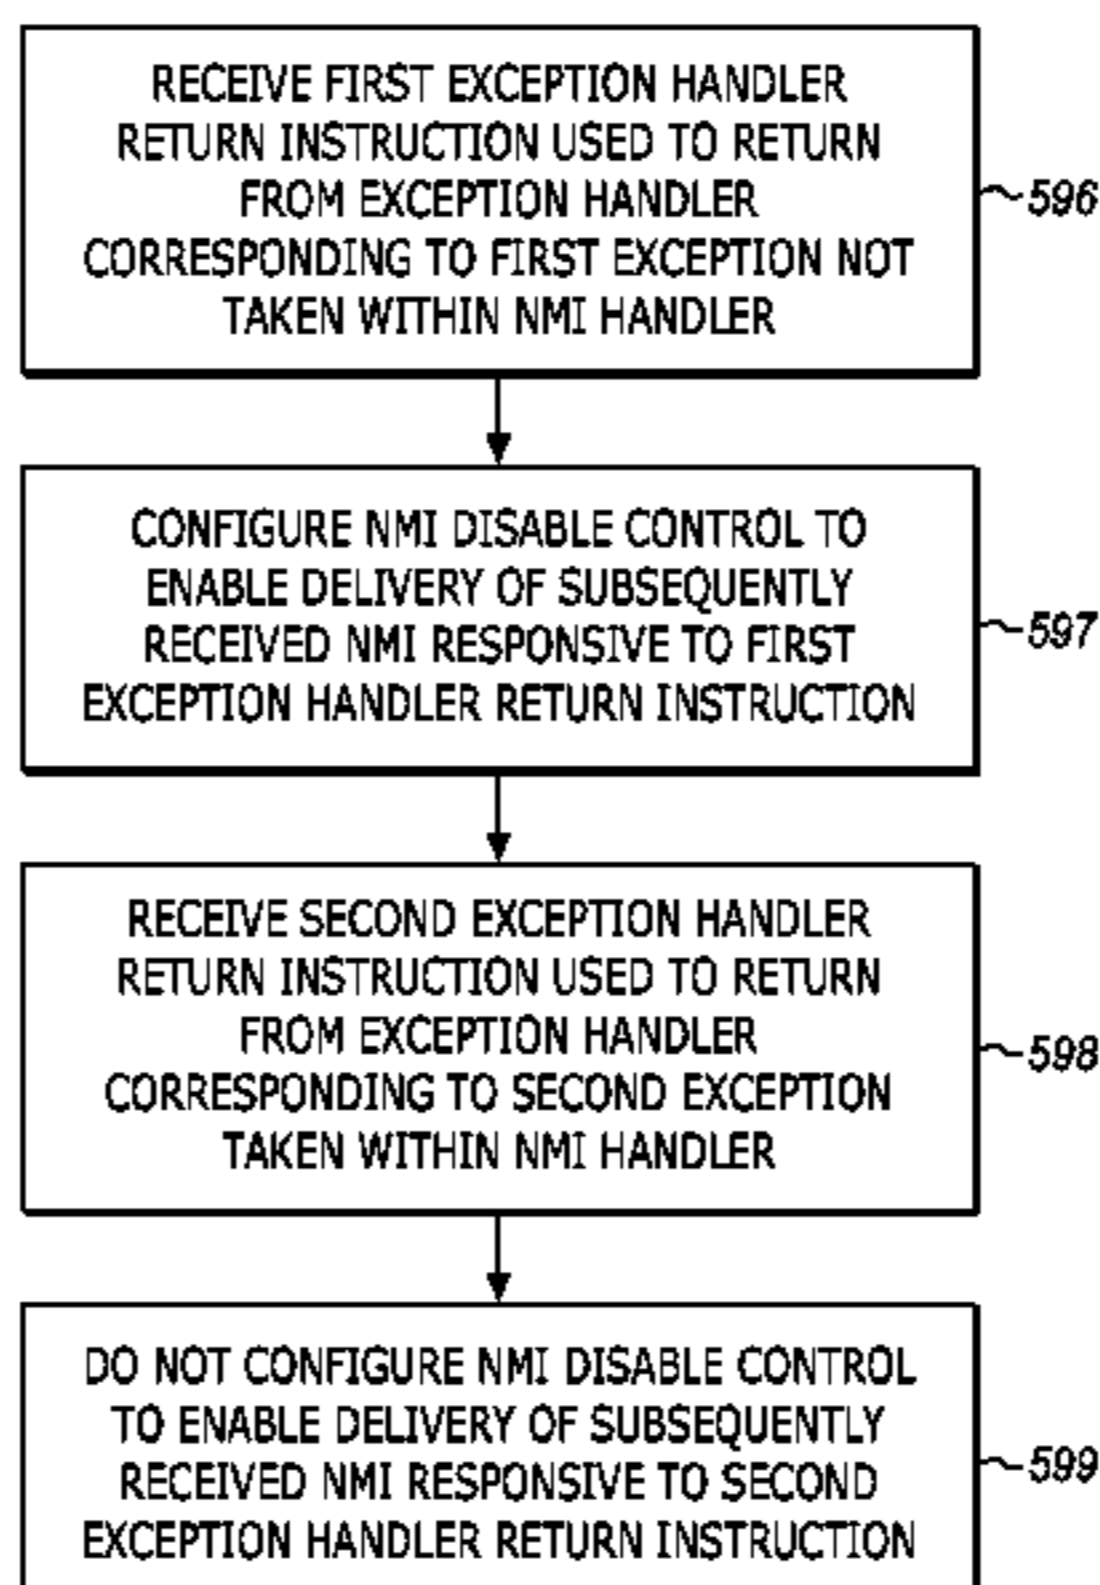 RECEIVE FIRST EXCEPTION HANDLER
RETURN INSTRUCTION USED TO RETURN
FROM EXCEPTION HANDLER
CORRESPONDING TO FIRST EXCEPTION NOT
TAKEN WITHIN NMI HANDLER
596
CONFIGURE NMI DISABLE CONTROL TO
ENABLE DELIVERY OF SUBSEQUENTLY
RECEIVED NMI RESPONSIVE TO FIRST
EXCEPTION HANDLER RETURN INSTRUCTION
597
RECEIVE SECOND EXCEPTION HANDLER
RETURN INSTRUCTION USED TO RETURN
FROM EXCEPTION HANDLER
CORRESPONDING TO SECOND EXCEPTION
TAKEN WITHIN NMI HANDLER
598
DO NOT CONFIGURE NMI DISABLE CONTROL
TO ENABLE DELIVERY OF SUBSEQUENTLY
RECEIVED NMI RESPONSIVE TO SECOND
EXCEPTION HANDLER RETURN INSTRUCTION
599